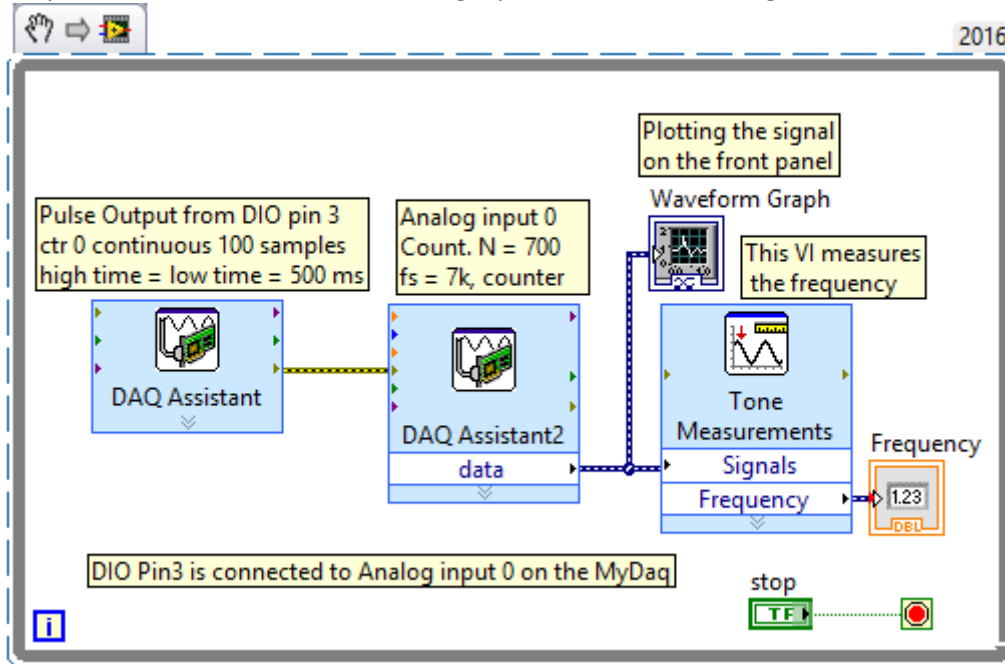 2016
Plotting the signal
on the front panel
Waveform Graph
Pulse Output from DIO pin 3
ctr 0 continuous 100 samples
high time = low time = 500 ms
Analog input 0
Count. N = 700
fs = 7k, counter
This VI measures
the frequency
DAQ Assistant
DAQ Assistant2
data
Tone
Measurements
Signals
Frequency
Frequency
1.23
DBL
DIO Pin3 is connected to Analog input 0 on the MyDaq
stop
TF
i